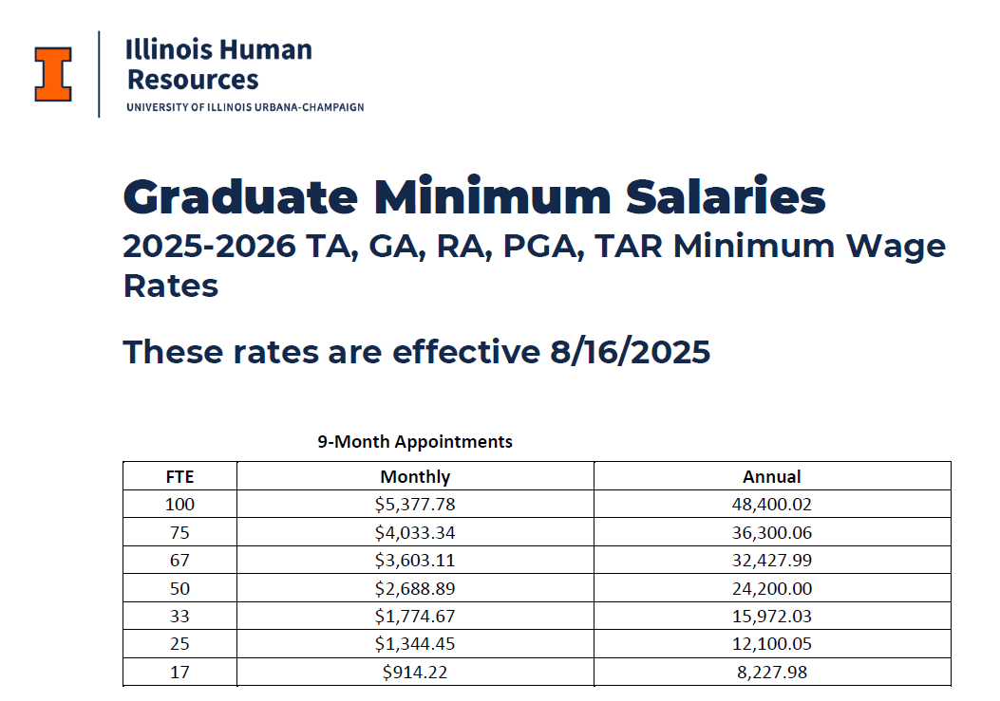 Illinois Human
Resources
UNIVERSITY OF ILLINOIS URBANA-CHAMPAIGN
Graduate Minimum Salaries
2025-2026 TA, GA, RA, PGA, TAR Minimum Wage
Rates
These rates are effective 8/16/2025
9-Month Appointments
FTE Monthly Annual
100 $5,377.78 48,400.02
75 $4,033.34 36,300.06
67 $3,603.11 32,427.99
50 $2,688.89 24,200.00
33 $1,774.67 15,972.03
25 $1,344.45 12,100.05
17 $914.22 8,227.98